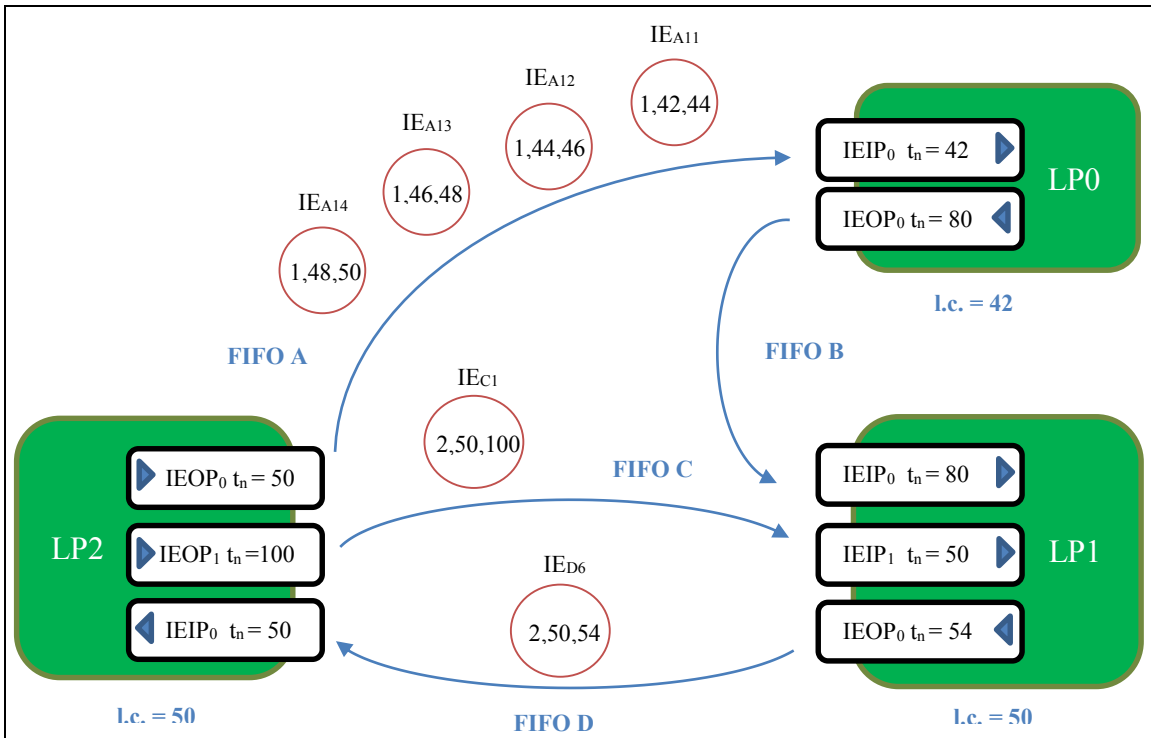 IEA11
1,42,44
IEA12
1,44,46
IEA13
1,46,48
IEA14
1,48,50
FIFO A
IEIP0 tn = 42
IEOP0 tn = 80
LP0
l.c. = 42
FIFO B
IEC1
2,50,100
FIFO C
LP2
IEOP0 tn = 50
IEOP1 tn =100
IEIP0 tn = 50
l.c. = 50
IED6
2,50,54
FIFO D
IEIP0 tn = 80
IEIP1 tn = 50
IEOP0 tn = 54
LP1
l.c. = 50